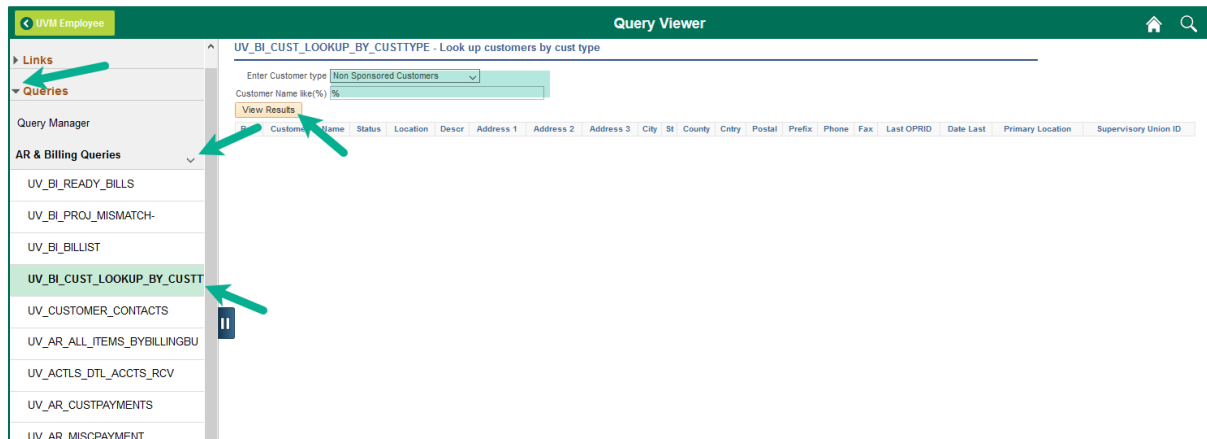 UVM Employee
Query Viewer
Links
Queries
Query Manager
AR & Billing Queries
UV_BI_READY_BILLS
UV_BI_PROJ_MISMATCH-
UV_BI_BILLIST
UV_BI_CUST_LOOKUP_BY_CUSTT
UV_CUSTOMER_CONTACTS
UV_AR_ALL_ITEMS_BYBILLINGBU
UV_ACTLS_DTL_ACCTS_RCV
UV_AR_CUSTPAYMENTS
UV_AR_MISCPAYMENT
UV_BI_CUST_LOOKUP_BY_CUSTTYPE - Look up customers by cust type
Enter Customer type Non Sponsored Customers
Customer Name like(%) %
View Results
Customer Name Status Location Descr Address 1 Address 2 Address 3 City St County Cntry Postal Prefix Phone Fax Last OPRID Date Last Primary Location Supervisory Union ID